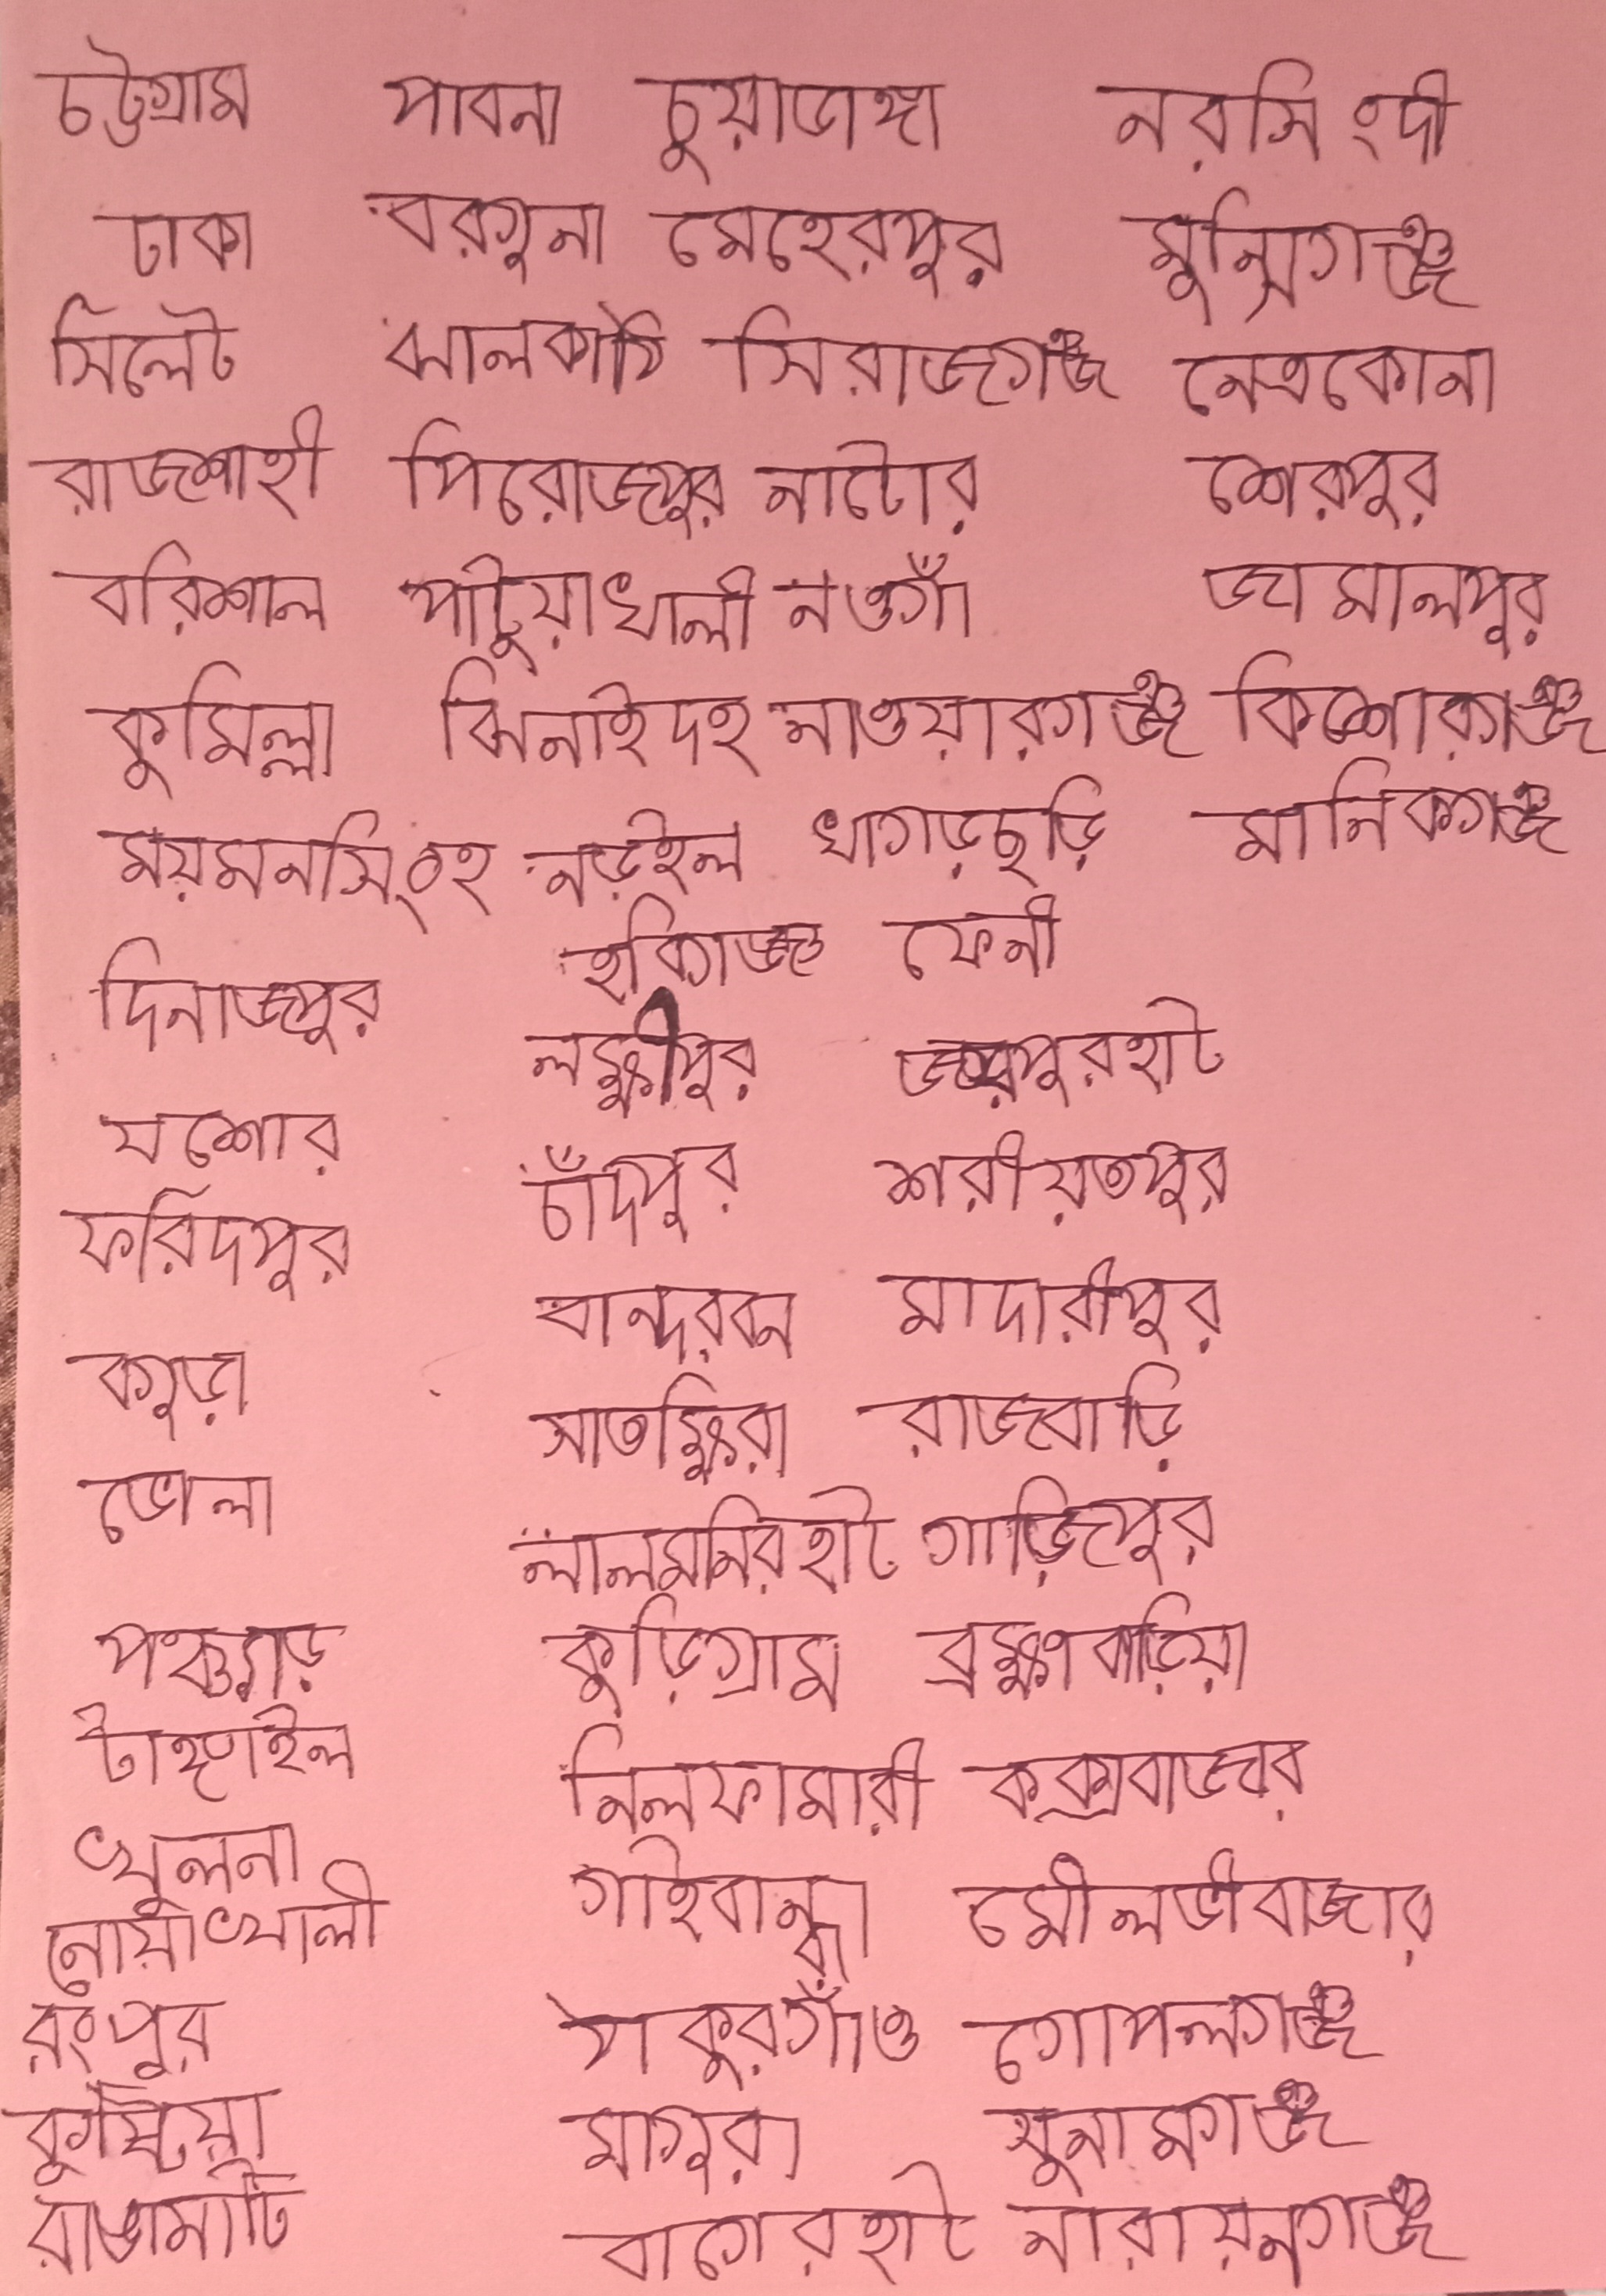 চট্টগ্রাম পাবনা চুয়াডাঙ্গা নরসিংদী
ঢাকা বরগুনা মেহেরপুর মুন্সিগঞ্জ
সিলেট ঝালকাঠি সিরাজগঞ্জ নেত্রকোনা
রাজশাহী পিরোজপুর নাটোর শেরপুর
বরিশাল পটুয়াখালী নওগাঁ জামালপুর
কুমিল্লা ঝিনাইদহ নাওয়াবগঞ্জ কিশোরগঞ্জ
ময়মনসিংহ নড়াইল খাগড়াছড়ি মানিকগঞ্জ
হবিগঞ্জ ফেনী
দিনাজপুর লক্ষ্মীপুর জয়পুরহাট
যশোর চাঁদপুর শরীয়তপুর
ফরিদপুর বান্দরবন মাদারীপুর
বগুড়া সাতক্ষিরা রাজবাড়ি
ভোলা লালমনিরহাট গাজিপুর
পঞ্চগড় কুড়িগ্রাম ব্রহ্মণবাড়িয়া
টাঙ্গাইল নিলফামারী কক্সবাজার
খুলনা গাইবান্ধা মৌলভীবাজার
নোয়াখালী
রংপুর ঠাকুরগাঁও গোপলগঞ্জ
কুষ্টিয়া মাগুরা সুনামগঞ্জ
রাঙামাটি বাগেরহাট নারায়নগঞ্জ